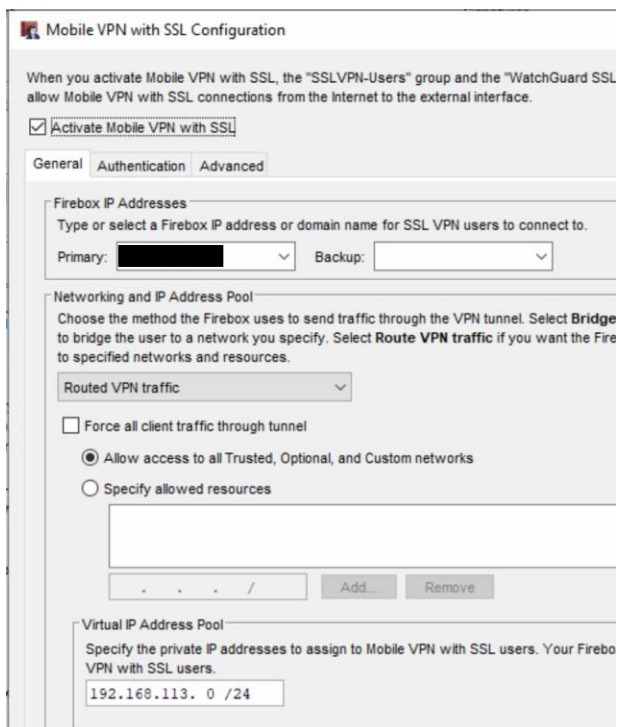 Mobile VPN with SSL Configuration
When you activate Mobile VPN with SSL, the "SSLVPN-Users" group and the "WatchGuard SSL
allow Mobile VPN with SSL connections from the Internet to the external interface.
Activate Mobile VPN with SSL
General Authentication Advanced
Firebox IP Addresses
Type or select a Firebox IP address or domain name for SSL VPN users to connect to.
Primary: Backup:
Networking and IP Address Pool
Choose the method the Firebox uses to send traffic through the VPN tunnel. Select Bridge
to bridge the user to a network you specify. Select Route VPN traffic if you want the Fire
to specified networks and resources.
Routed VPN traffic
Force all client traffic through tunnel
Allow access to all Trusted, Optional, and Custom networks
Specify allowed resources
. . . / Add... Remove
Virtual IP Address Pool
Specify the private IP addresses to assign to Mobile VPN with SSL users. Your Firebo
VPN with SSL users.
192.168.113. 0 /24